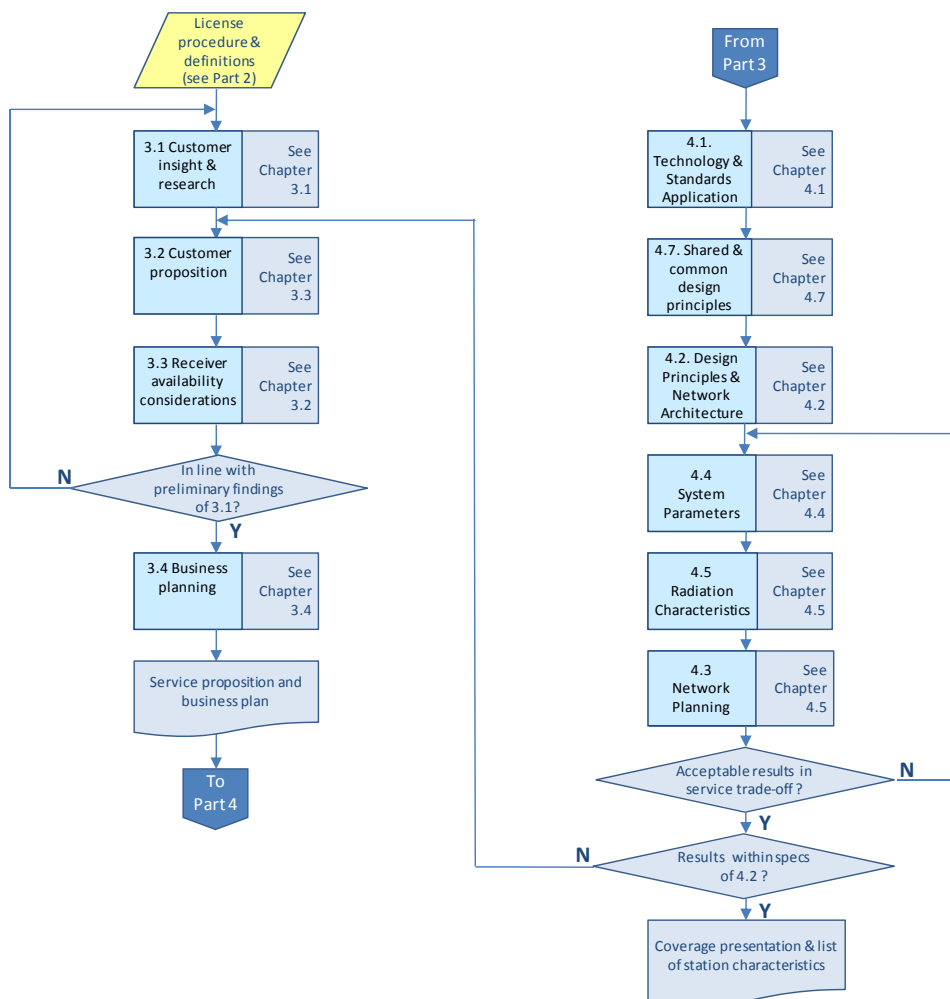 License
procedure &
definitions
(see Part 2)
3.1 Customer
insight &
research
See
Chapter
3.1
3.2 Customer
proposition
See
Chapter
3.3
3.3 Receiver
availability
considerations
See
Chapter
3.2
N
In line with
preliminary findings
of 3.1?
Y
3.4 Business
planning
See
Chapter
3.4
Service proposition and
business plan
To
Part 4
From
Part 3
4.1.
Technology &
Standards
Application
See
Chapter
4.1
4.7. Shared &
common
design
principles
See
Chapter
4.7
4.2. Design
Principles &
Network
Architecture
See
Chapter
4.2
4.4
System
Parameters
See
Chapter
4.4
4.5
Radiation
Characteristics
See
Chapter
4.5
4.3
Network
Planning
See
Chapter
4.5
Acceptable results in
service trade-off ?
N
Y
N
Results within specs
of 4.2 ?
Y
Coverage presentation & list
of station characteristics